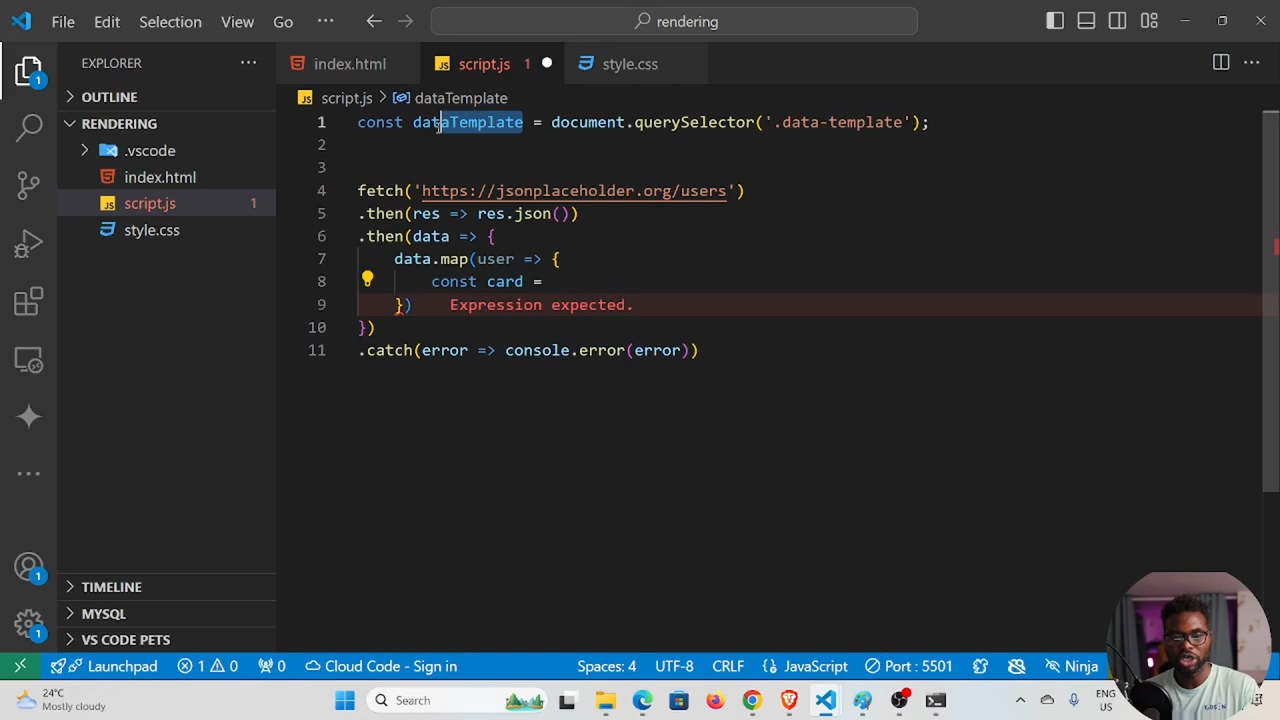 File Edit Selection View Go ··· rendering
EXPLORER ···
OUTLINE
RENDERING
.vscode
index.html
script.js 1
style.css
TIMELINE
MYSQL
VS CODE PETS
1
1
1
index.html
JS script.js 1
style.css
···
JS script.js > dataTemplate
1 const dataTemplate = document.querySelector('.data-template');
2
3
4 fetch('https://jsonplaceholder.org/users')
5 .then(res => res.json())
6 .then(data => {
7 data.map(user => {
8 const card =
9 }) Expression expected.
10 })
11 .catch(error => console.error(error))
Launchpad 1 0 0 Cloud Code - Sign in Spaces: 4 UTF-8 CRLF {} JavaScript Port : 5501 Ninja
24°C
Mostly cloudy
Search
ENG
US